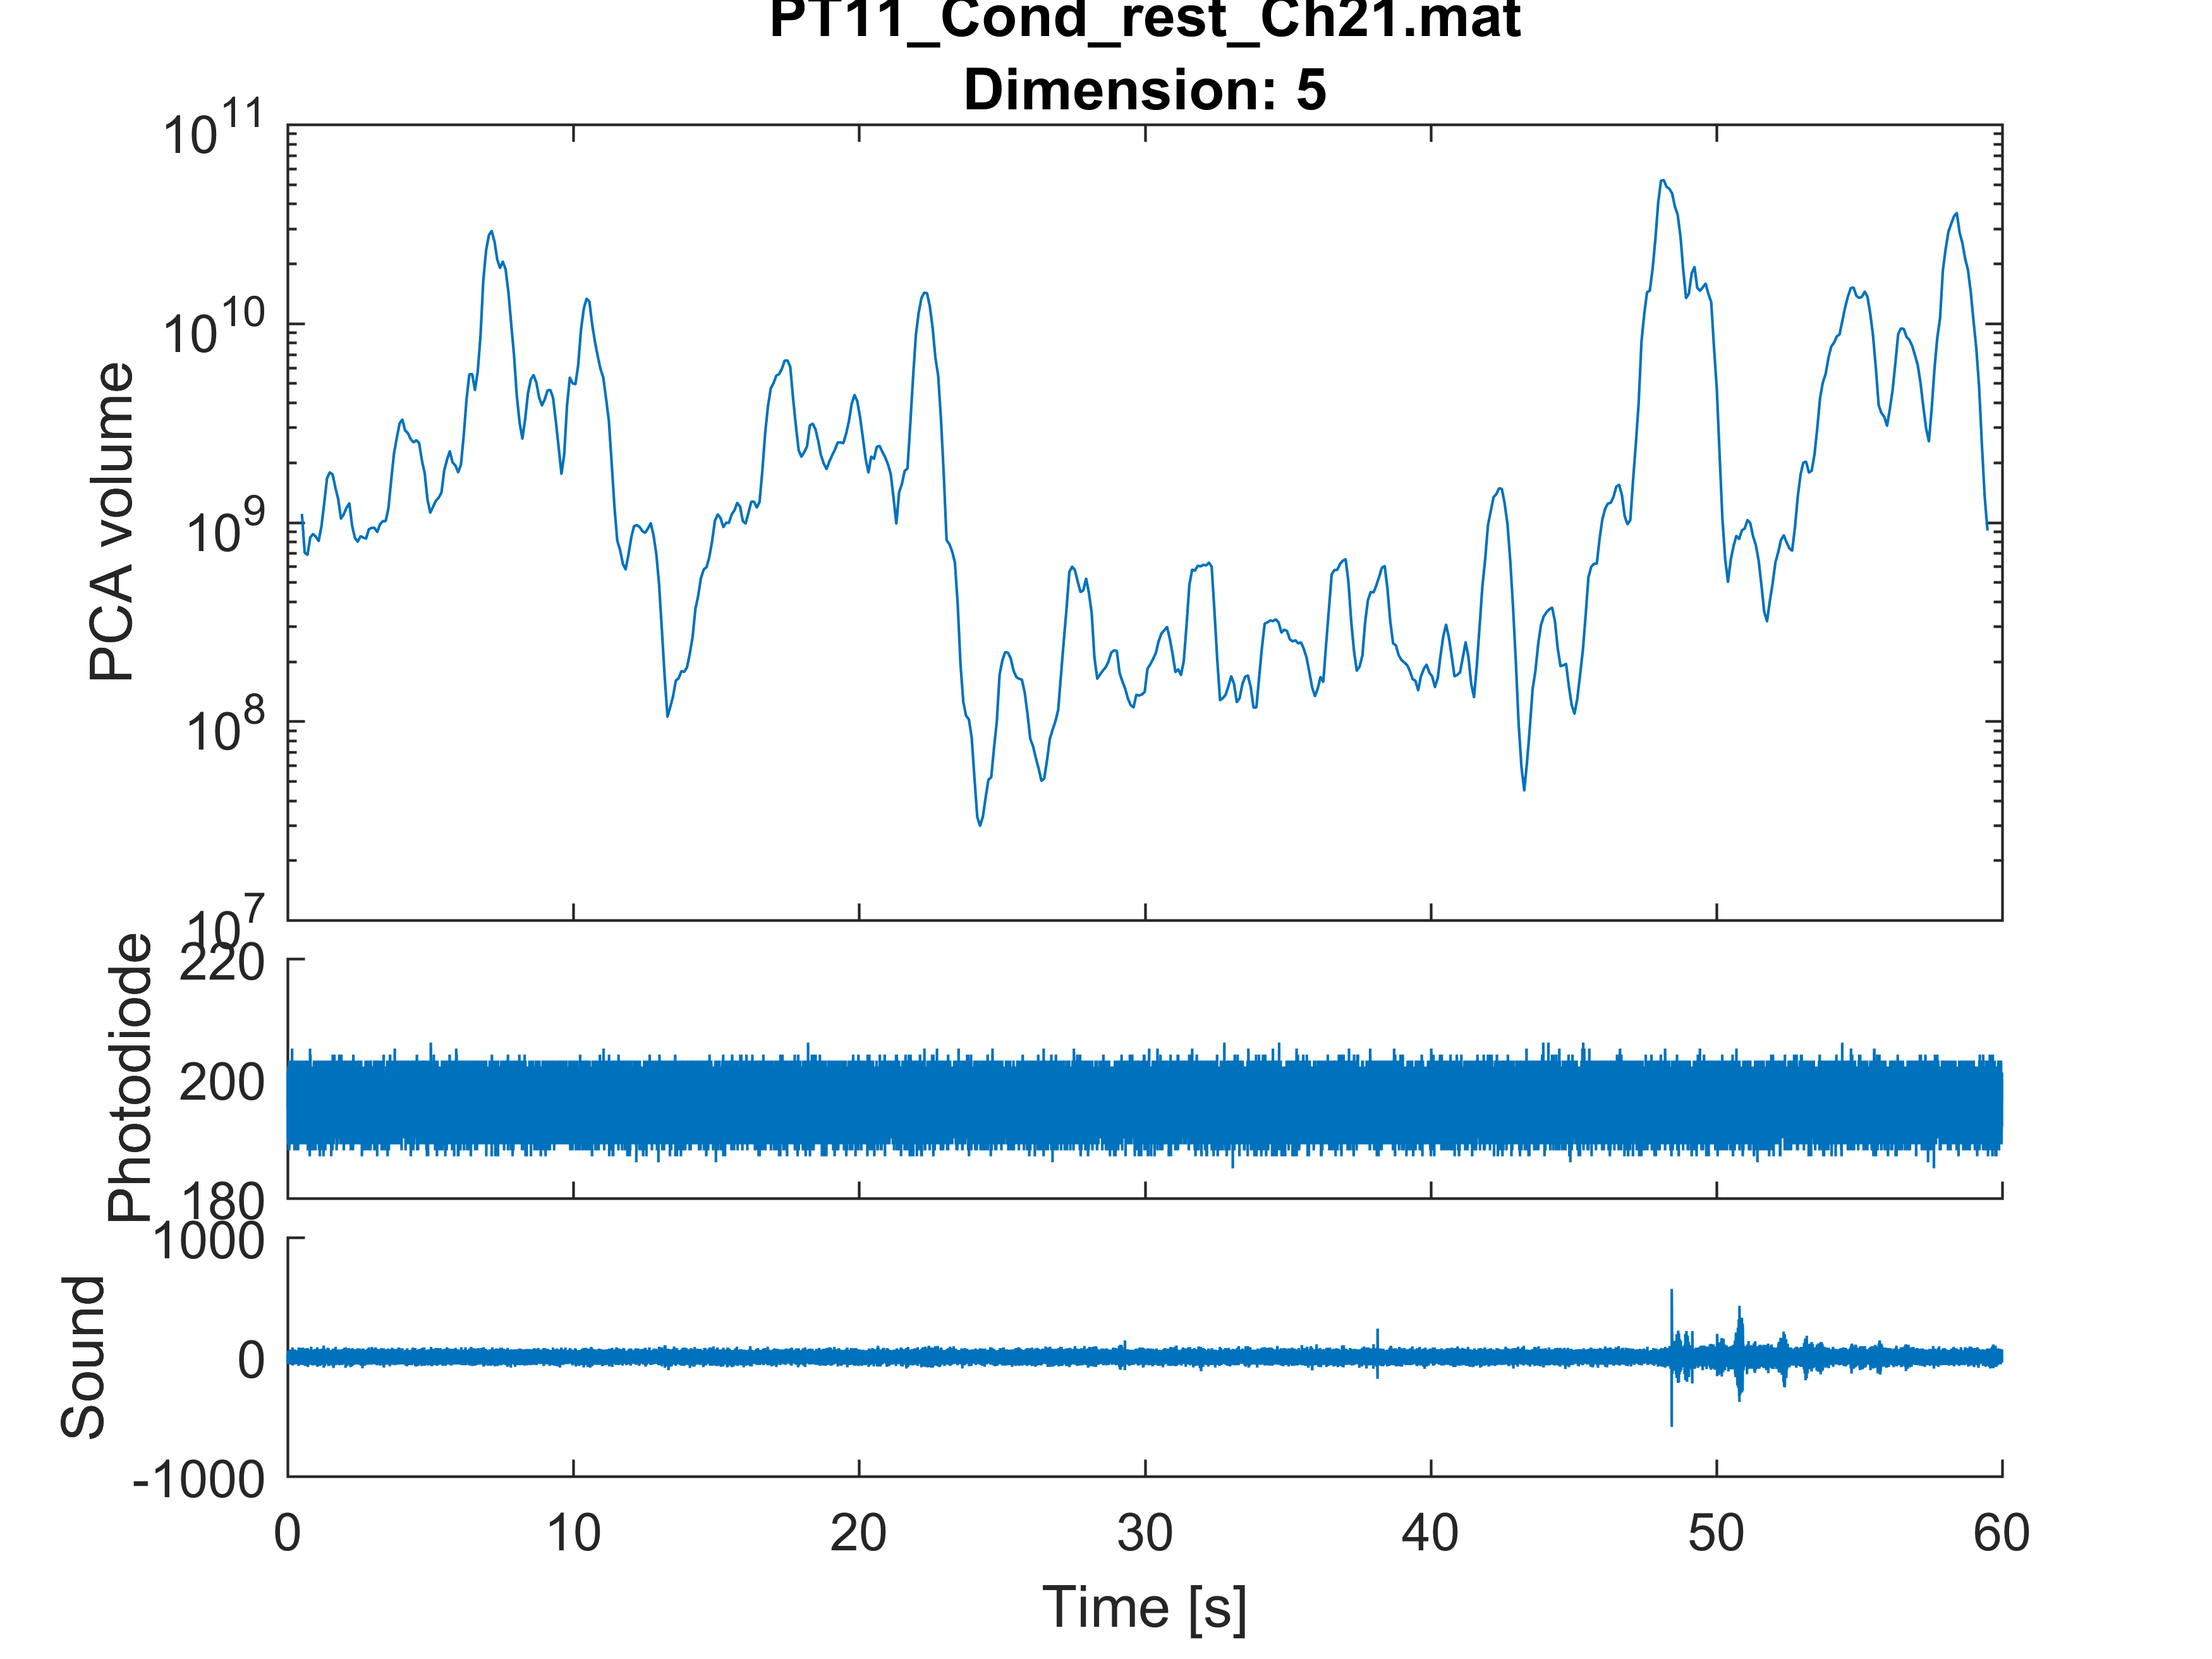 PT11_Cond_rest_Ch21.mat
Dimension: 5
10^11
10^10
10^9
10^8
10^7
PCA volume
220
200
180
Photodiode
1000
0
-1000
Sound
0 10 20 30 40 50 60
Time [s]